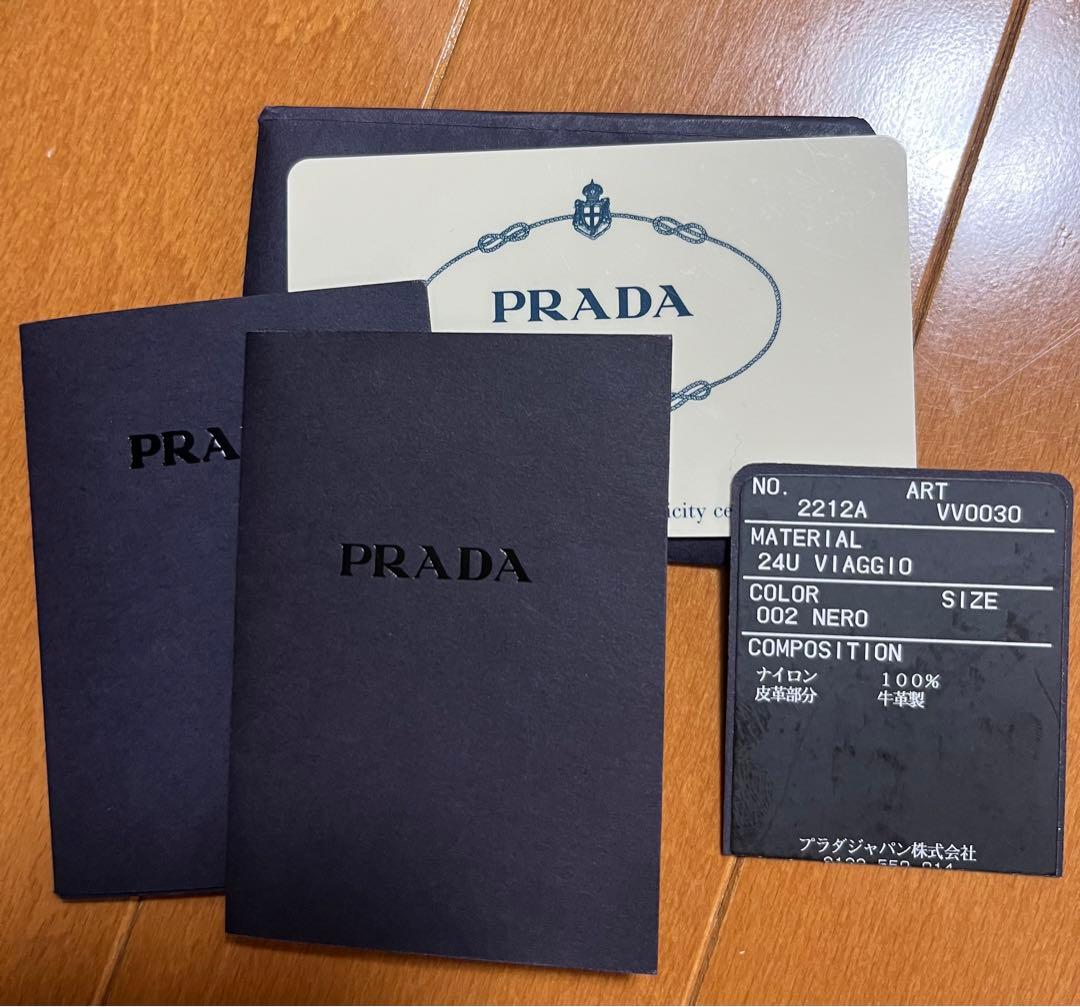 PRADA
icity ce
PRA
PRADA
NO. ART
2212A VV0030
MATERIAL
24U VIAGGIO
COLOR SIZE
002 NERO
COMPOSITION
ナイロン 100%
皮革部分 牛革製
プラダジャパン株式会社